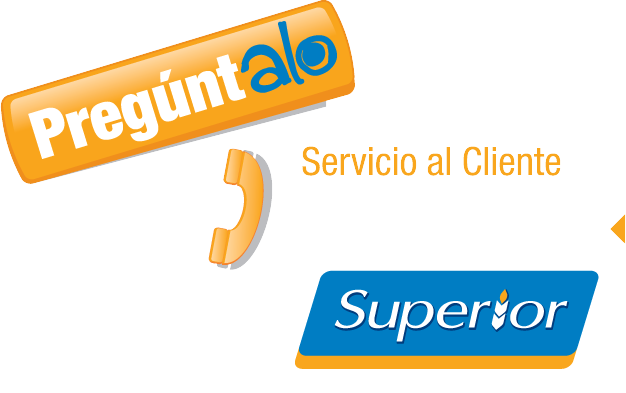 Pregúntalo
Servicio al Cliente
Superior